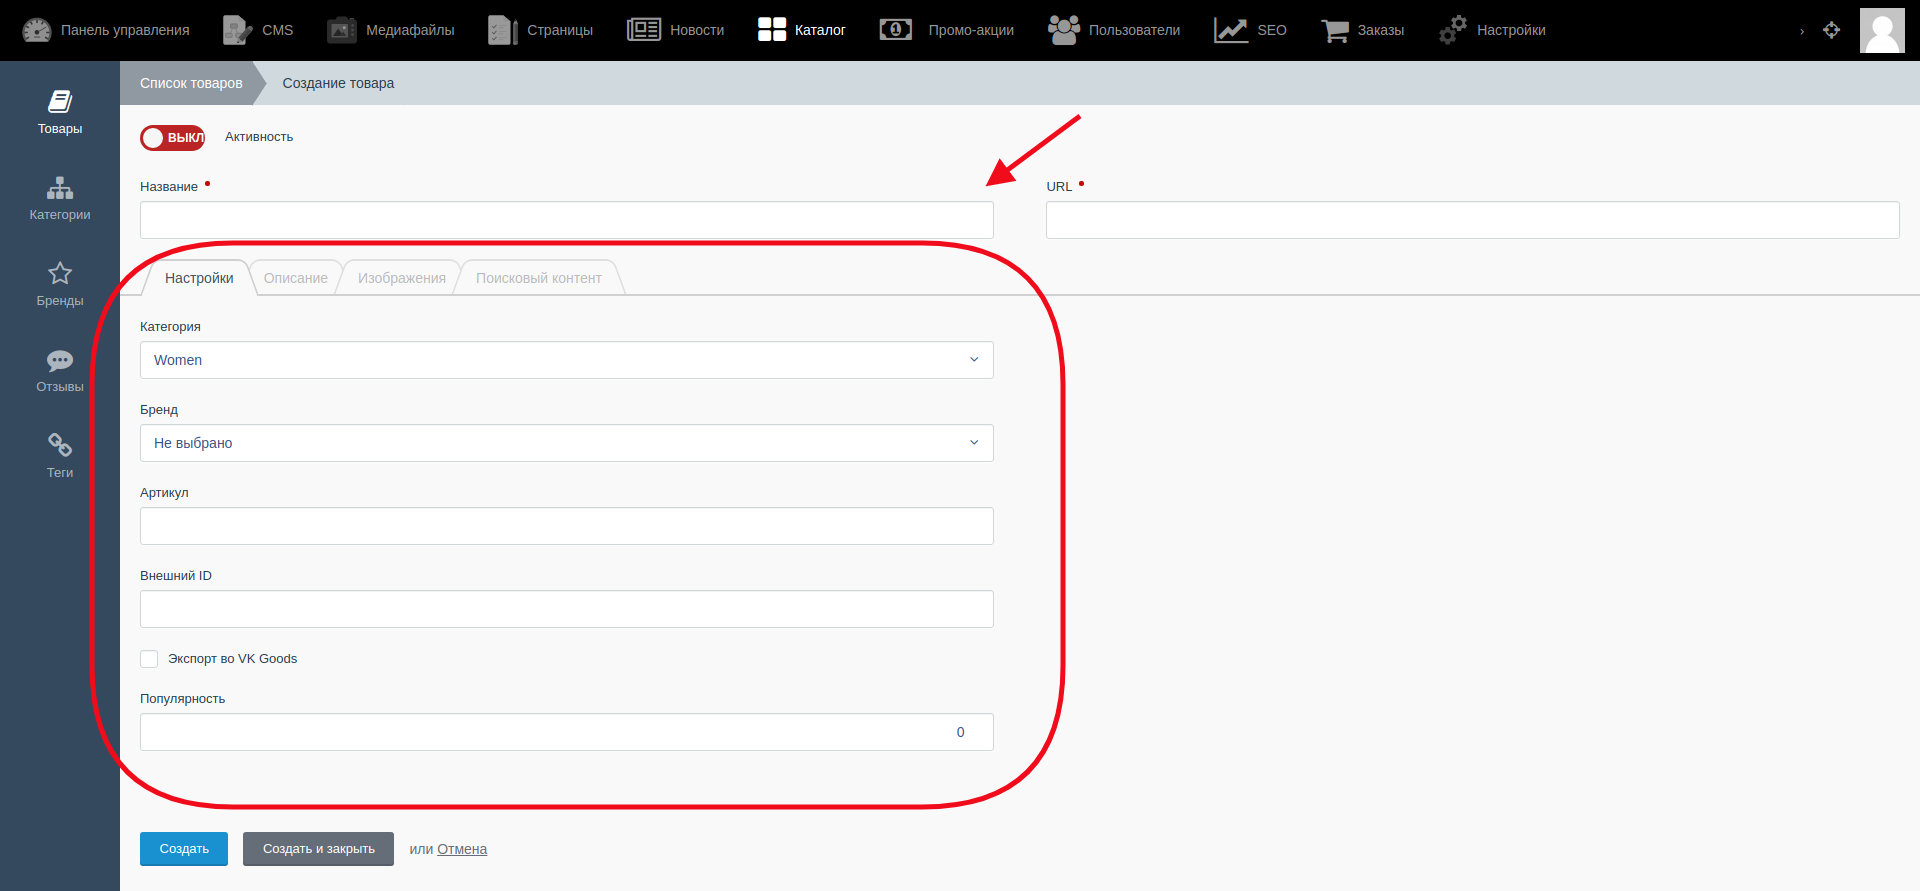 Панель управления CMS Медиафайлы Страницы Новости Каталог Промо-акции Пользователи SEO Заказы Настройки
Список товаров Создание товара
Товары
Категории
Бренды
Отзывы
Теги
ВЫКЛ Активность
Название URL
Настройки Описание Изображения Поисковый контент
Категория
Women
Бренд
Не выбрано
Артикул
Внешний ID
Экспорт во VK Goods
Популярность
0
Создать Создать и закрыть или Отмена